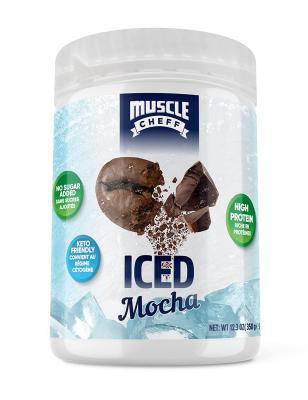 MUSCLE
CHEFF
NO SUGAR
ADDED
SANS SUCRES
AJOUTÉS
HIGH
PROTEIN
RICHE EN
PROTÉINES
KETO
FRIENDLY
CONVIENT AU
RÉGIME
CÉTOGÈNE
ICED
Mocha
NET: WT 12.3 OZ (350 g)